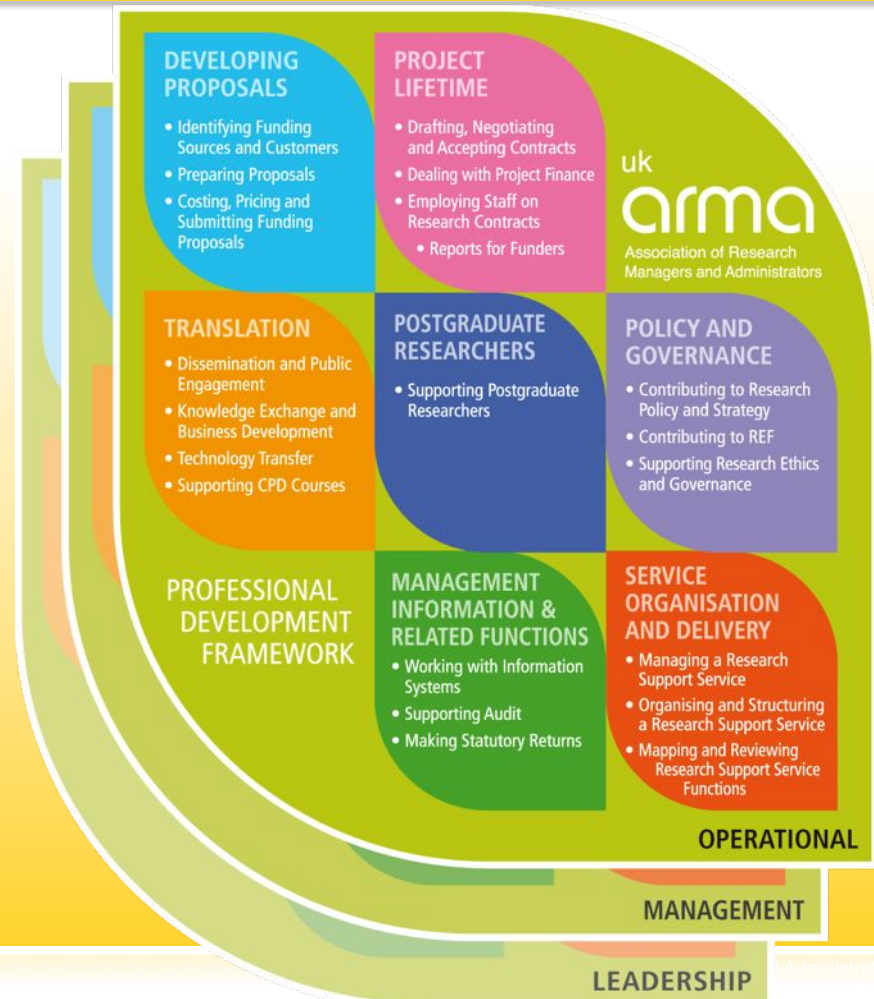 DEVELOPING
PROPOSALS
• Identifying Funding
Sources and Customers
• Preparing Proposals
• Costing, Pricing and
Submitting Funding
Proposals
PROJECT
LIFETIME
• Drafting, Negotiating
and Accepting Contracts
• Dealing with Project Finance
• Employing Staff on
Research Contracts
• Reports for Funders
uk
arma
Association of Research
Managers and Administrators
TRANSLATION
• Dissemination and Public
Engagement
• Knowledge Exchange and
Business Development
• Technology Transfer
• Supporting CPD Courses
POSTGRADUATE
RESEARCHERS
• Supporting Postgraduate
Researchers
POLICY AND
GOVERNANCE
• Contributing to Research
Policy and Strategy
• Contributing to REF
• Supporting Research Ethics
and Governance
PROFESSIONAL
DEVELOPMENT
FRAMEWORK
MANAGEMENT
INFORMATION &
RELATED FUNCTIONS
• Working with Information
Systems
• Supporting Audit
• Making Statutory Returns
SERVICE
ORGANISATION
AND DELIVERY
• Managing a Research
Support Service
• Organising and Structuring
a Research Support Service
• Mapping and Reviewing
Research Support Service
Functions
OPERATIONAL
MANAGEMENT
LEADERSHIP